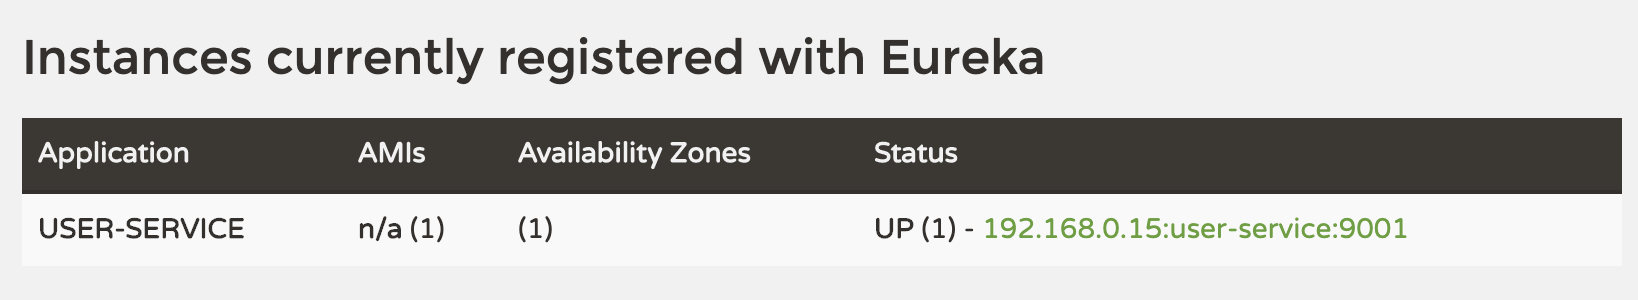 Instances currently registered with Eureka
Application AMIs Availability Zones Status
USER-SERVICE n/a (1) (1) UP (1) - 192.168.0.15:user-service:9001